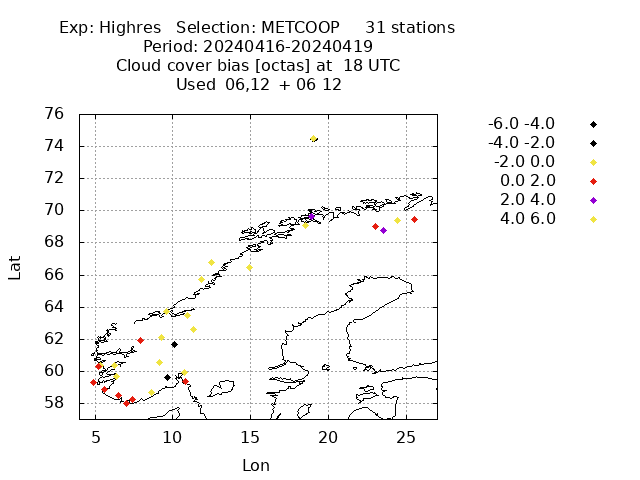 Exp: Highres   Selection: METCOOP     31 stations
Period: 20240416-20240419
Cloud cover bias [octas] at  18 UTC
Used  06,12  + 06 12
76
74
72
70
68
66
64
62
60
58
5 10 15 20 25
Lat
Lon
-6.0 -4.0
-4.0 -2.0
-2.0 0.0
0.0 2.0
2.0 4.0
4.0 6.0